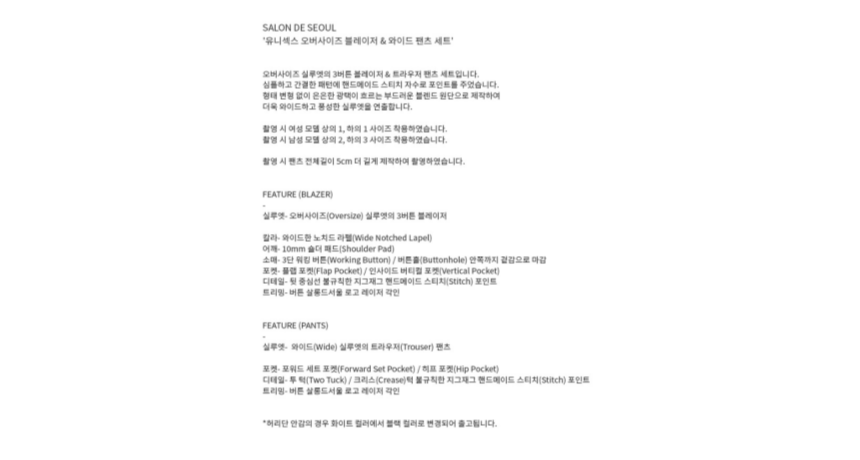 SALON DE SEOUL
'유니섹스 오버사이즈 블레이저 & 와이드 팬츠 세트'
오버사이즈 실루엣의 3버튼 블레이저 & 트라우저 팬츠 세트입니다.
심플하고 간결한 패턴에 핸드메이드 스티치 자수로 포인트를 주었습니다.
형태 변형 없이 은은한 광택이 흐르는 부드러운 블렌드 원단으로 제작하여
더욱 와이드하고 풍성한 실루엣을 연출합니다.
촬영 시 여성 모델 상의 1, 하의 1 사이즈 착용하였습니다.
촬영 시 남성 모델 상의 2, 하의 3 사이즈 착용하였습니다.
촬영 시 팬츠 전체길이 5cm 더 길게 제작하여 촬영하였습니다.
FEATURE (BLAZER)
-
실루엣- 오버사이즈(Oversize) 실루엣의 3버튼 블레이저
칼라- 와이드한 노치드 라펠(Wide Notched Lapel)
어깨- 10mm 숄더 패드(Shoulder Pad)
소매- 3단 워킹 버튼(Working Button) / 버튼홀(Buttonhole) 안쪽까지 겉감으로 마감
포켓- 플랩 포켓(Flap Pocket) / 인사이드 버티컬 포켓(Vertical Pocket)
디테일- 뒷 중심선 불규칙한 지그재그 핸드메이드 스티치(Stitch) 포인트
트리밍- 버튼 살롱드서울 로고 레이저 각인
FEATURE (PANTS)
-
실루엣- 와이드(Wide) 실루엣의 트라우저(Trouser) 팬츠
포켓- 포워드 세트 포켓(Forward Set Pocket) / 히프 포켓(Hip Pocket)
디테일- 투 턱(Two Tuck) / 크리스(Crease)턱 불규칙한 지그재그 핸드메이드 스티치(Stitch) 포인트
트리밍- 버튼 살롱드서울 로고 레이저 각인
*허리단 안감의 경우 화이트 컬러에서 블랙 컬러로 변경되어 출고됩니다.